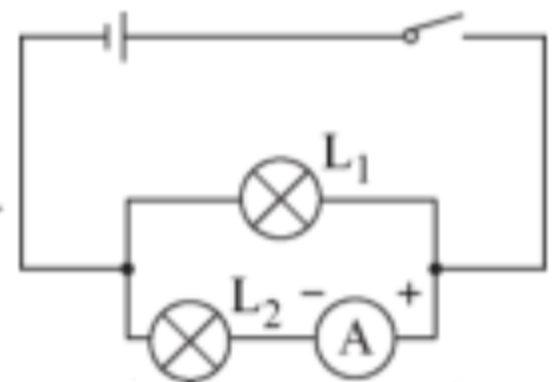 L₁
L₂ − +
A